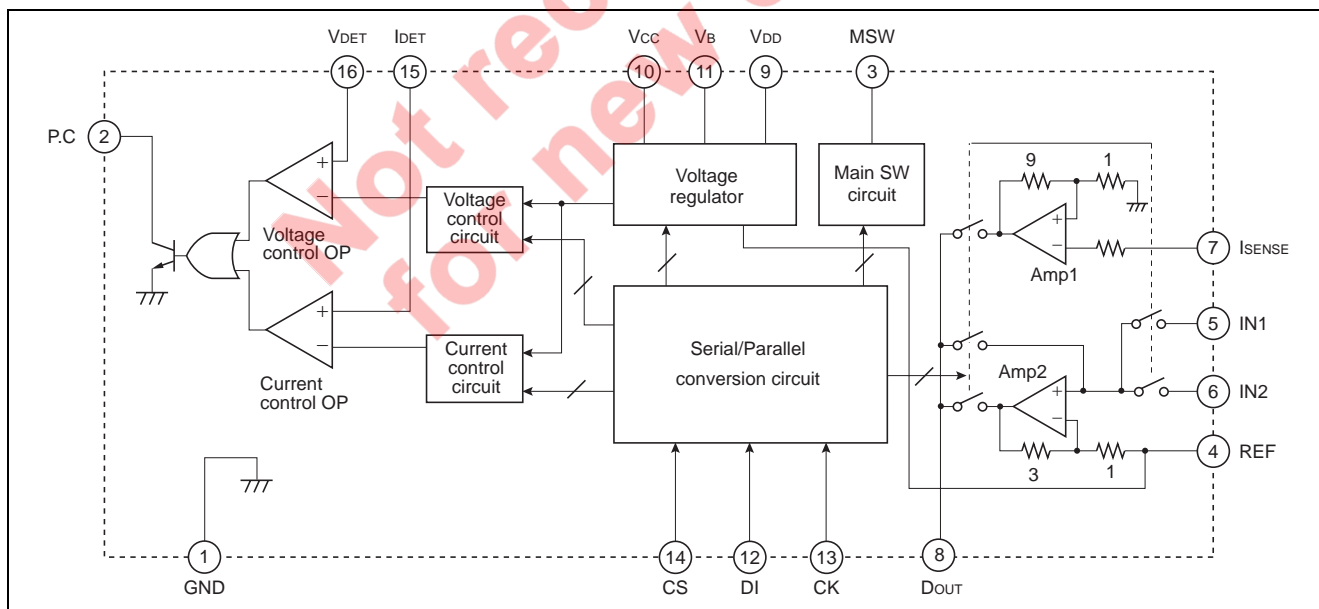 VDET IDET VCC VB VDD MSW
16 15 10 11 9 3
P.C 2
Not rec
for new
9 1
Voltage regulator
Main SW circuit
Voltage control circuit
+
−
Voltage control OP
+
−
Amp1
7 ISENSE
5 IN1
Serial/Parallel conversion circuit
Current control circuit
+
−
Current control OP
Amp2
+
−
6 IN2
4 REF
3 1
1 14 12 13 8
GND CS DI CK DOUT